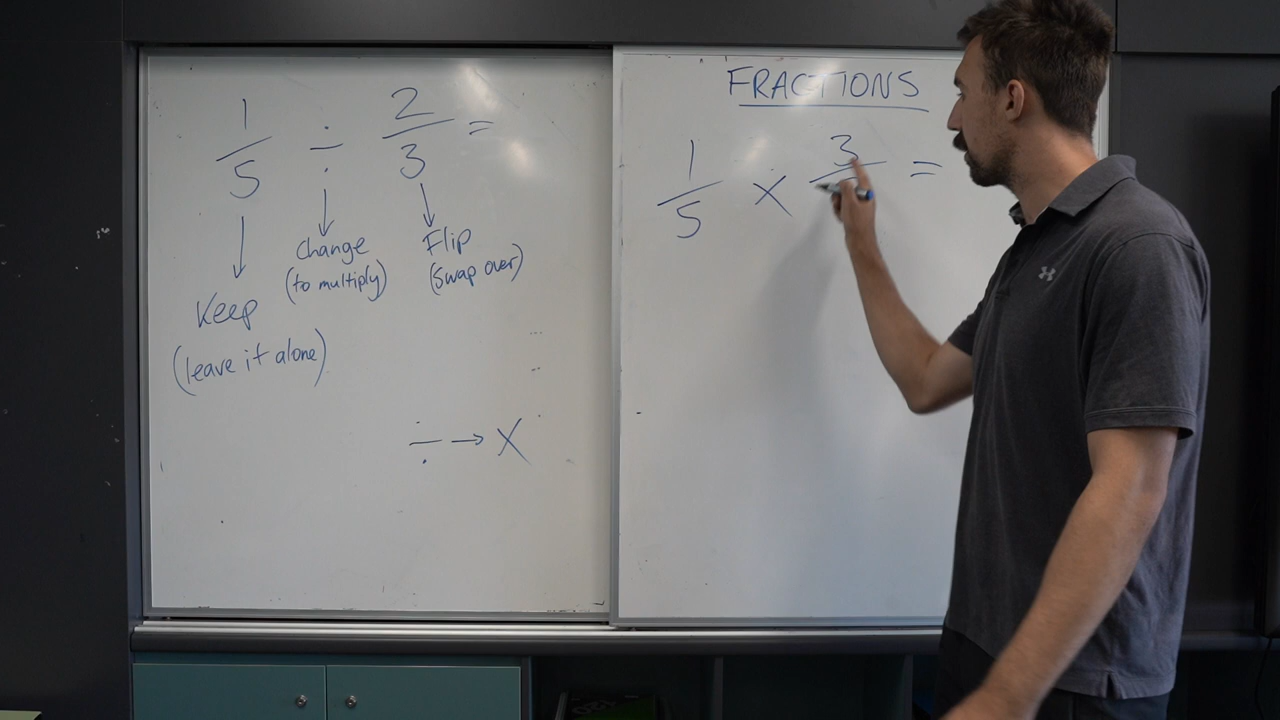 1/5 ÷ 2/3 =
Keep
(leave it alone)
Change
(to multiply)
Flip
(swap over)
÷ → X
FRACTIONS
1/5 × 3/ =